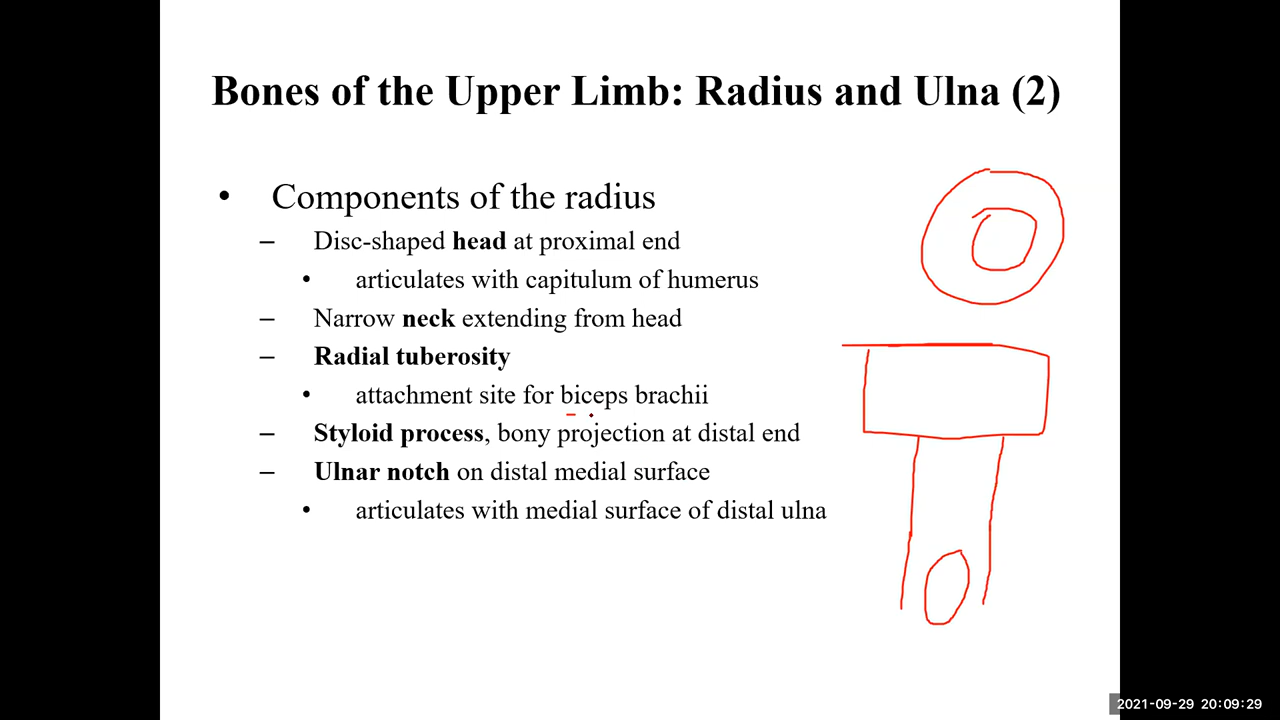 Bones of the Upper Limb: Radius and Ulna (2)
• Components of the radius
– Disc-shaped head at proximal end
• articulates with capitulum of humerus
– Narrow neck extending from head
– Radial tuberosity
• attachment site for biceps brachii
– Styloid process, bony projection at distal end
– Ulnar notch on distal medial surface
• articulates with medial surface of distal ulna
2021-09-29 20:09:29